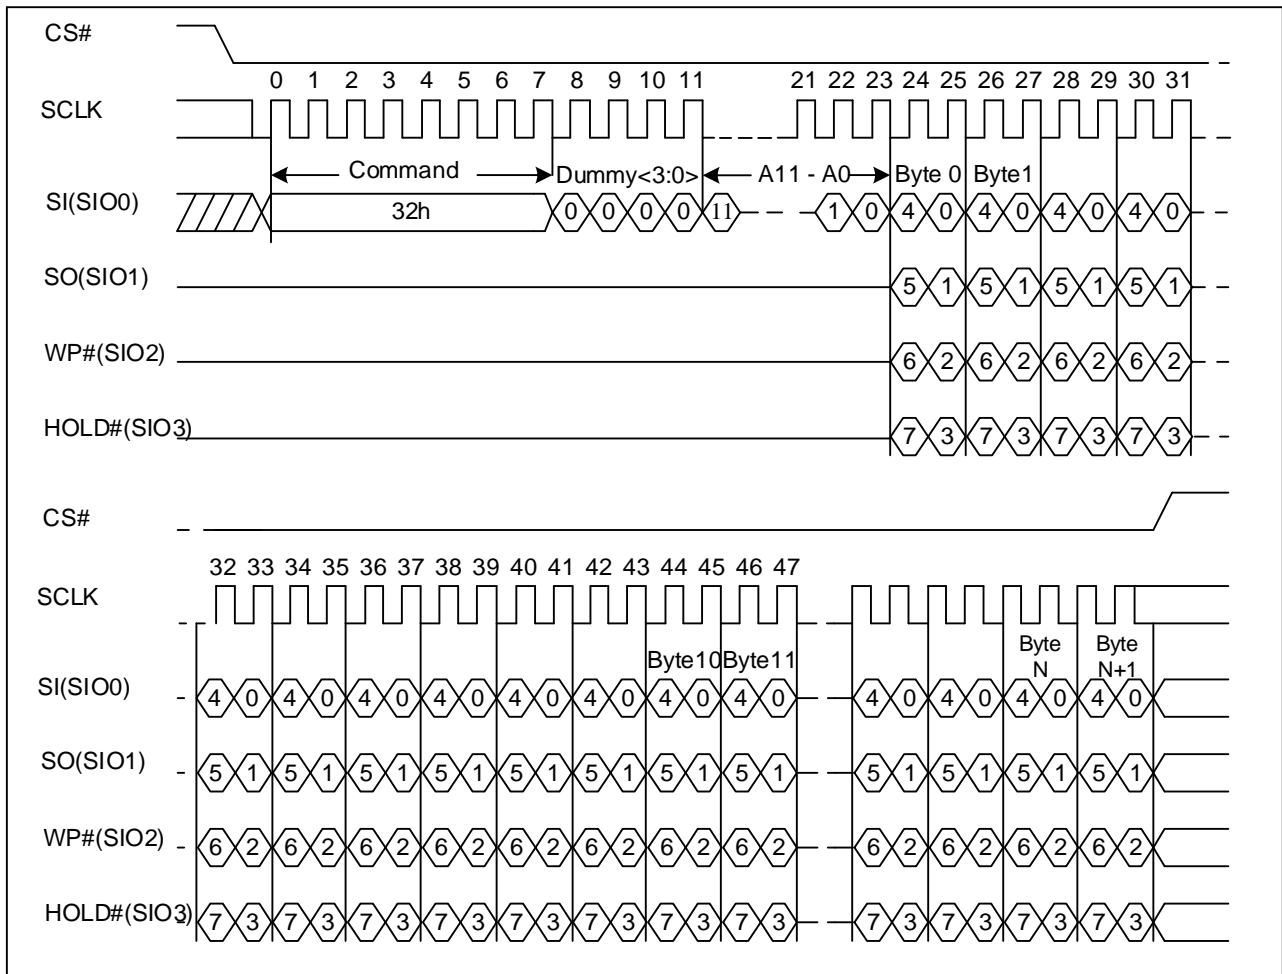 CS#
0 1 2 3 4 5 6 7 8 9 10 11 21 22 23 24 25 26 27 28 29 30 31
SCLK
Command Dummy<3:0> A11 - A0 Byte 0 Byte1
SI(SIO0) 32h 0 0 0 0 11 1 0 4 0 4 0 4 0 4 0
SO(SIO1) 5 1 5 1 5 1 5 1
WP#(SIO2) 6 2 6 2 6 2 6 2
HOLD#(SIO3) 7 3 7 3 7 3 7 3
CS#
32 33 34 35 36 37 38 39 40 41 42 43 44 45 46 47
SCLK
Byte10 Byte11 Byte N Byte N+1
SI(SIO0) 4 0 4 0 4 0 4 0 4 0 4 0 4 0 4 0 4 0 4 0 4 0 4 0
SO(SIO1) 5 1 5 1 5 1 5 1 5 1 5 1 5 1 5 1 5 1 5 1 5 1 5 1
WP#(SIO2) 6 2 6 2 6 2 6 2 6 2 6 2 6 2 6 2 6 2 6 2 6 2 6 2
HOLD#(SIO3) 7 3 7 3 7 3 7 3 7 3 7 3 7 3 7 3 7 3 7 3 7 3 7 3